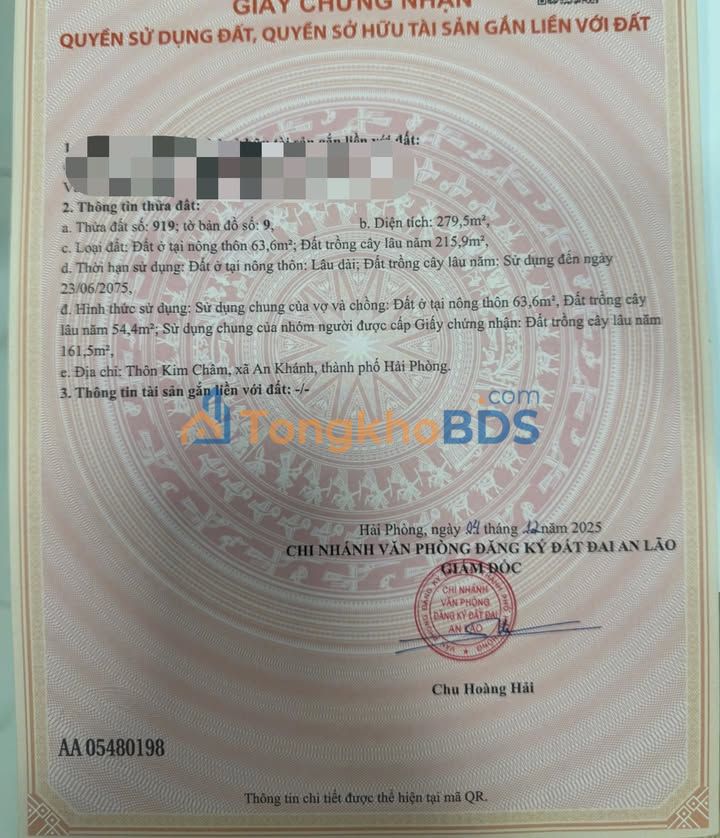 GIẤY CHỨNG NHẬN
QUYỀN SỬ DỤNG ĐẤT, QUYỀN SỞ HỮU TÀI SẢN GẮN LIỀN VỚI ĐẤT
tài sản gắn liền với đất:
2. Thông tin thửa đất:
a. Thửa đất số: 919; tờ bản đồ số: 9, b. Diện tích: 279,5m²,
c. Loại đất: Đất ở tại nông thôn 63,6m²; Đất trồng cây lâu năm 215,9m²,
d. Thời hạn sử dụng: Đất ở tại nông thôn: Lâu dài; Đất trồng cây lâu năm: Sử dụng đến ngày
23/06/2075,
đ. Hình thức sử dụng: Sử dụng chung của vợ và chồng: Đất ở tại nông thôn 63,6m², Đất trồng cây
lâu năm 54,4m²; Sử dụng chung của nhóm người được cấp Giấy chứng nhận: Đất trồng cây lâu năm
161,5m²,
e. Địa chỉ: Thôn Kim Châm, xã An Khánh, thành phố Hải Phòng.
3. Thông tin tài sản gắn liền với đất: -/-
TongkhoBDS.com
Hải Phòng, ngày tháng 12 năm 2025
CHI NHÁNH VĂN PHÒNG ĐĂNG KÝ ĐẤT ĐAI AN LÃO
GIÁM ĐỐC
CHI NHÁNH
VĂN PHÒNG
ĐĂNG KÝ ĐẤT ĐAI
AN LÃO
Chu Hoàng Hải
AA 05480198
Thông tin chi tiết được thể hiện tại mã QR.